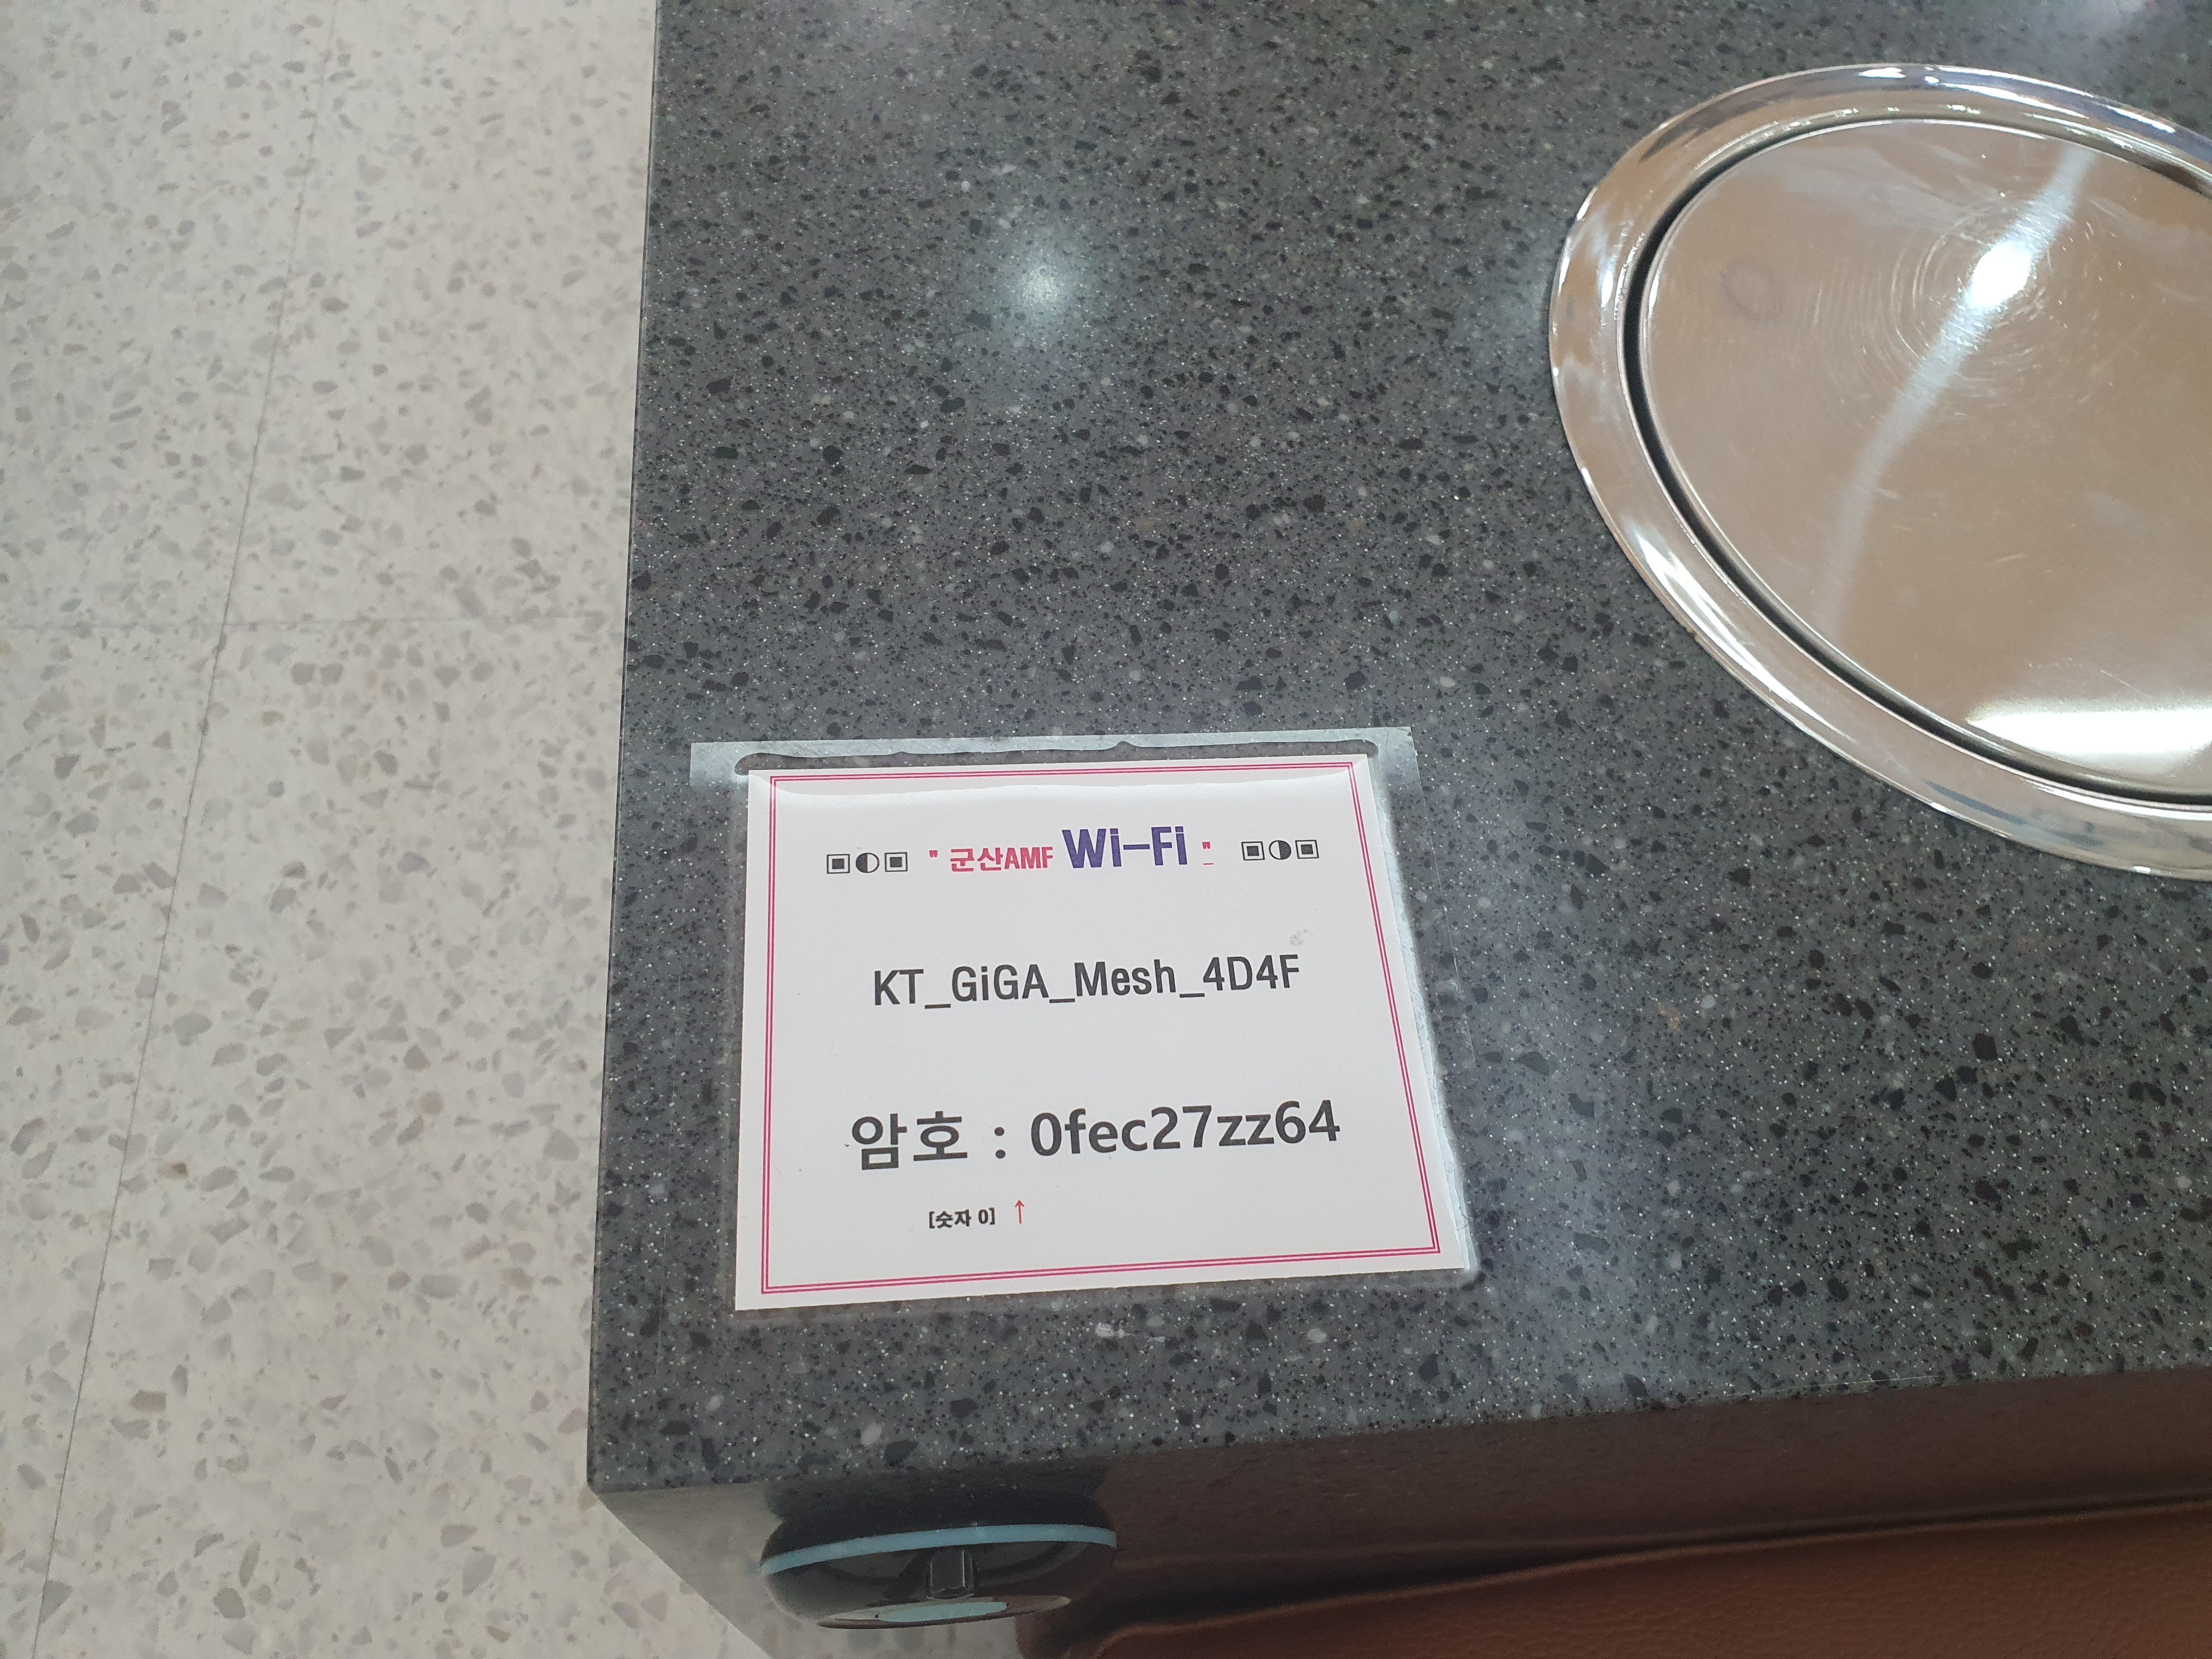 ▣◐▣ " 군산AMF Wi-Fi " ▣◑▣
KT_GiGA_Mesh_4D4F
암호 : 0fec27zz64
[숫자 0] ↑